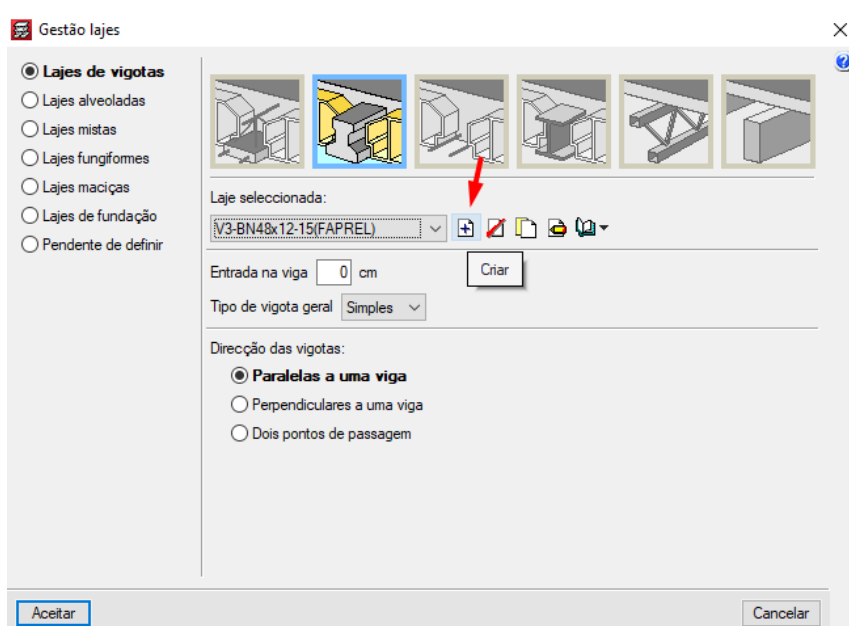 Gestão lajes
Lajes de vigotas
Lajes alveoladas
Lajes mistas
Lajes fungiformes
Lajes maciças
Lajes de fundação
Pendente de definir
Laje seleccionada:
V3-BN48x12-15(FAPREL)
Criar
Entrada na viga 0 cm
Tipo de vigota geral Simples
Direcção das vigotas:
Paralelas a uma viga
Perpendiculares a uma viga
Dois pontos de passagem
Aceitar Cancelar